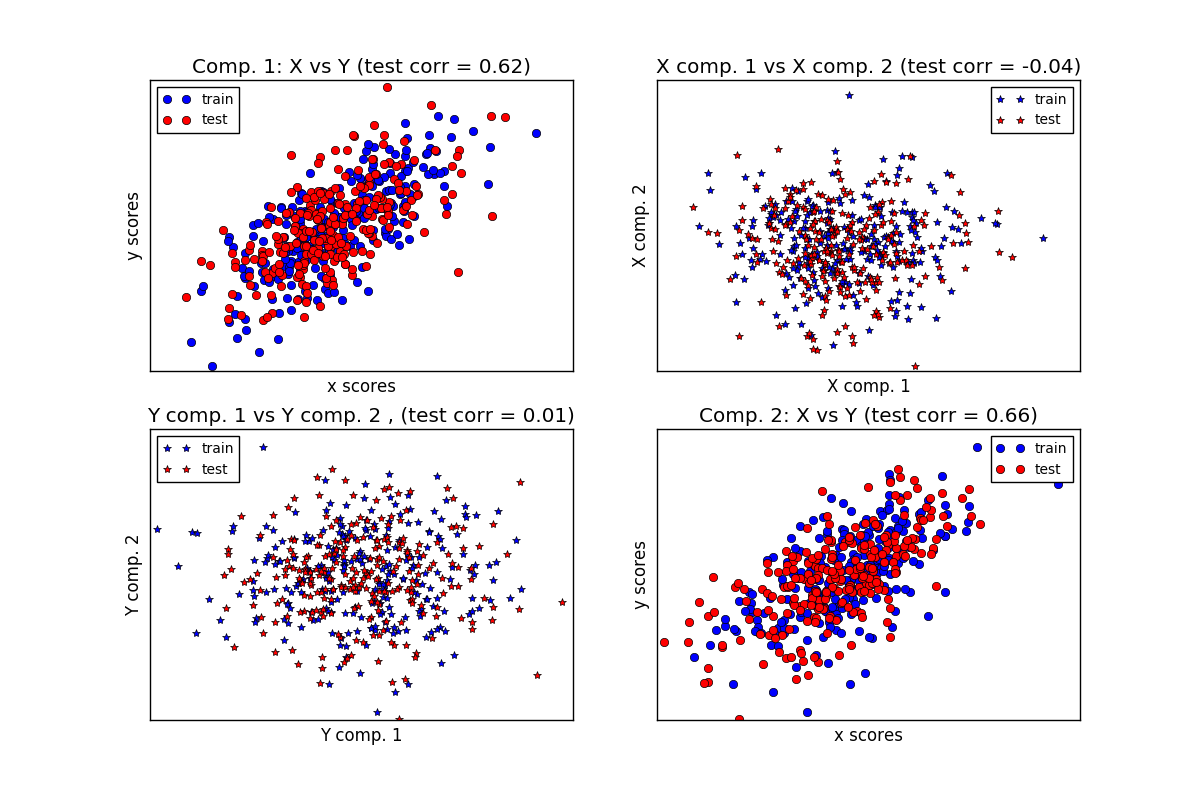 Comp. 1: X vs Y (test corr = 0.62)
train
test
y scores
x scores
X comp. 1 vs X comp. 2 (test corr = -0.04)
train
test
X comp. 2
X comp. 1
Y comp. 1 vs Y comp. 2 , (test corr = 0.01)
train
test
Y comp. 2
Y comp. 1
Comp. 2: X vs Y (test corr = 0.66)
train
test
y scores
x scores